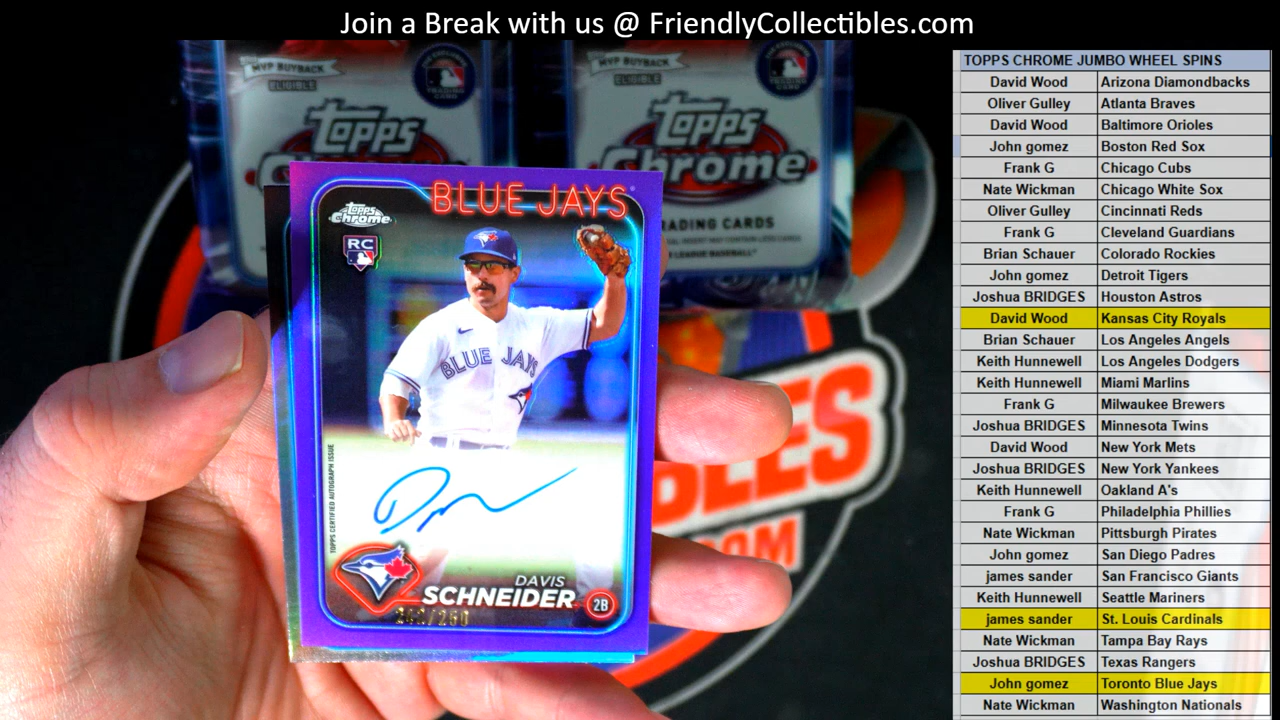 Join a Break with us @ FriendlyCollectibles.com
MVP BUYBACK
ELIGIBLE
Topps
Chrome
MVP BUYBACK
ELIGIBLE
Topps
Chrome
TRADING CARDS
BLUE JAYS
Topps
Chrome
RC
BLUE JAYS
TOPPS CERTIFIED AUTOGRAPH ISSUE
DAVIS
SCHNEIDER
2B
TOPPS CHROME JUMBO WHEEL SPINS
David Wood Arizona Diamondbacks
Oliver Gulley Atlanta Braves
David Wood Baltimore Orioles
John gomez Boston Red Sox
Frank G Chicago Cubs
Nate Wickman Chicago White Sox
Oliver Gulley Cincinnati Reds
Frank G Cleveland Guardians
Brian Schauer Colorado Rockies
John gomez Detroit Tigers
Joshua BRIDGES Houston Astros
David Wood Kansas City Royals
Brian Schauer Los Angeles Angels
Keith Hunnewell Los Angeles Dodgers
Keith Hunnewell Miami Marlins
Frank G Milwaukee Brewers
Joshua BRIDGES Minnesota Twins
David Wood New York Mets
Joshua BRIDGES New York Yankees
Keith Hunnewell Oakland A's
Frank G Philadelphia Phillies
Nate Wickman Pittsburgh Pirates
John gomez San Diego Padres
james sander San Francisco Giants
Keith Hunnewell Seattle Mariners
james sander St. Louis Cardinals
Nate Wickman Tampa Bay Rays
Joshua BRIDGES Texas Rangers
John gomez Toronto Blue Jays
Nate Wickman Washington Nationals